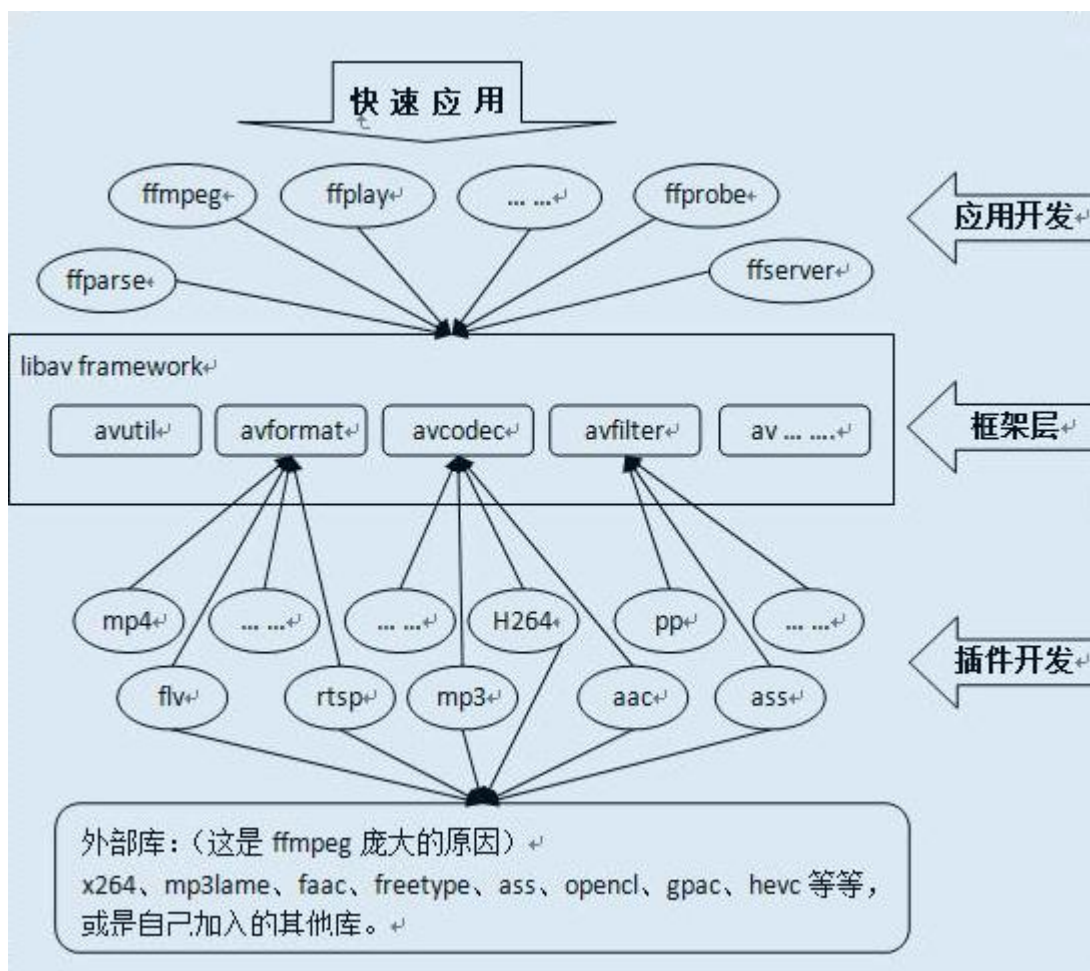 快速应用
ffmpeg
ffplay
... ...
ffprobe
应用开发
ffparse
ffserver
libav framework
avutil
avformat
avcodec
avfilter
av ... ....
框架层
mp4
... ...
... ...
H264
pp
... ...
插件开发
flv
rtsp
mp3
aac
ass
外部库：（这是 ffmpeg 庞大的原因）
x264、mp3lame、faac、freetype、ass、opencl、gpac、hevc 等等，
或是自己加入的其他库。